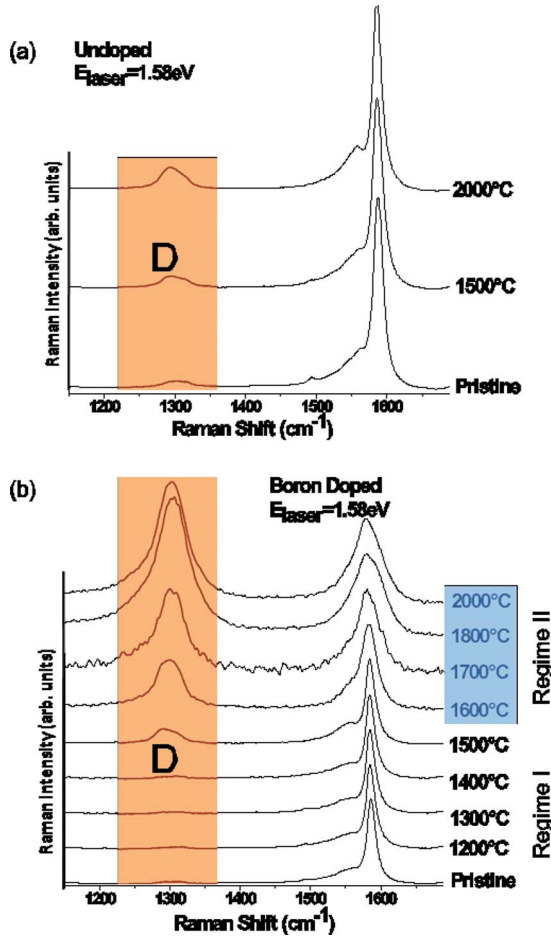 (a)
Undoped
Elaser=1.58eV
Raman Intensity (arb. units)
D
2000°C
1500°C
Pristine
1200 1300 1400 1500 1600
Raman Shift (cm-1)
(b)
Boron Doped
Elaser=1.58eV
Raman Intensity (arb. units)
D
2000°C
1800°C
1700°C
1600°C
Regime II
1500°C
1400°C
1300°C
1200°C
Pristine
Regime I
1200 1300 1400 1500 1600
Raman Shift (cm-1)